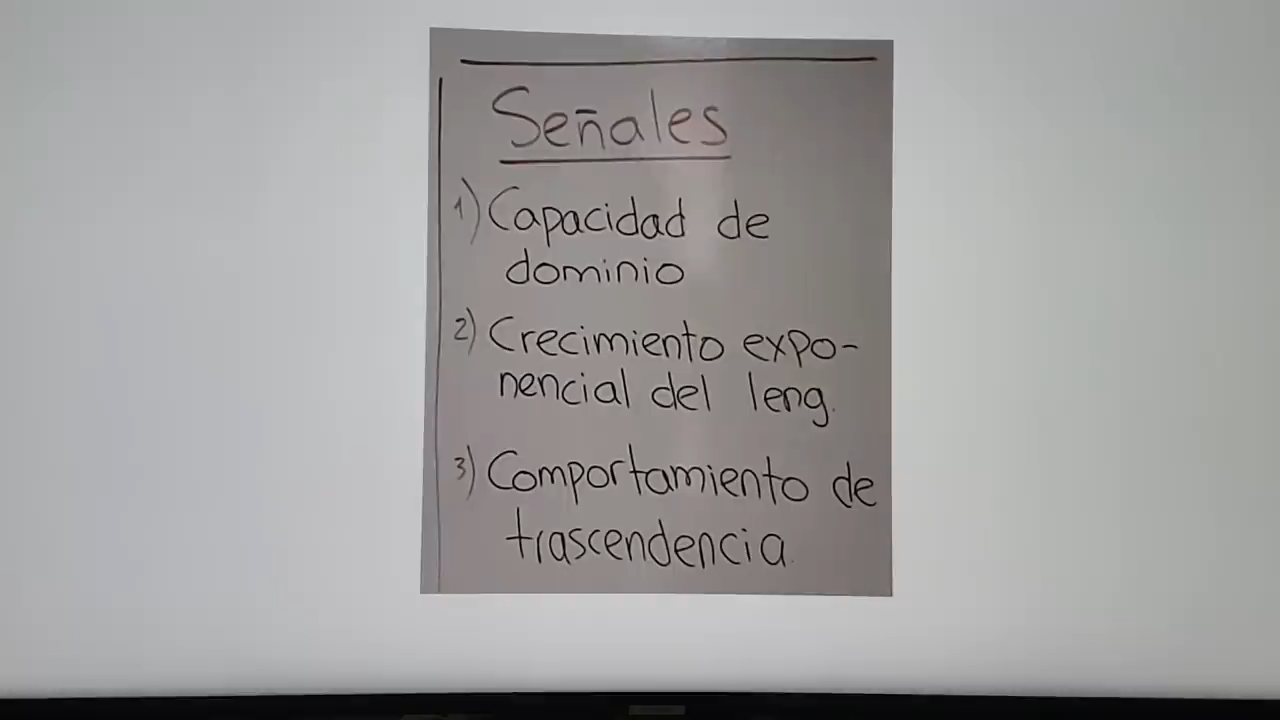 Señales
1) Capacidad de
dominio
2) Crecimiento expo-
nencial del leng.
3) Comportamiento de
trascendencia.